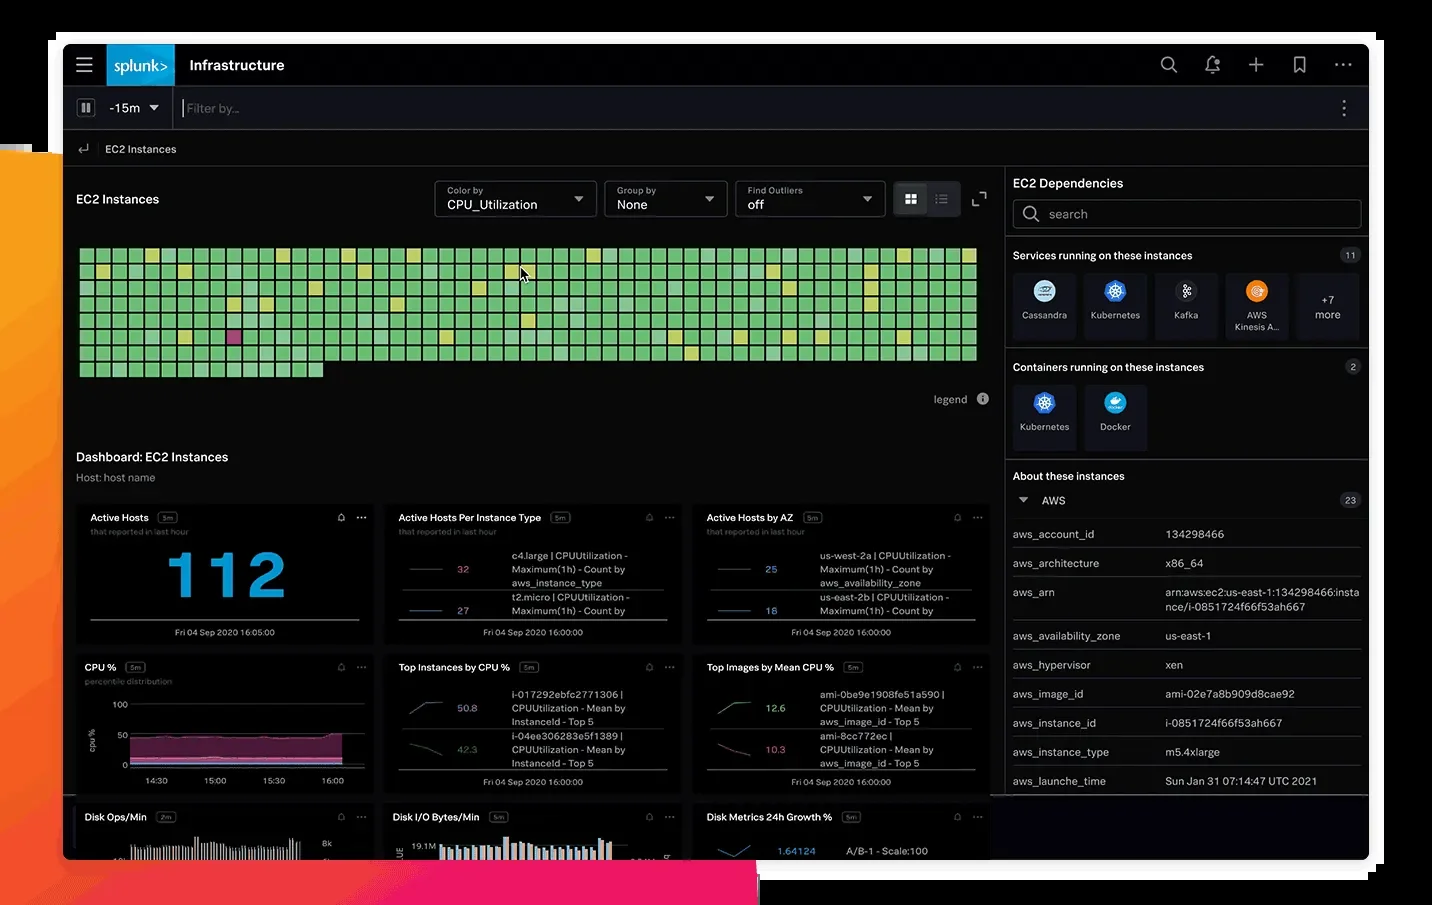 splunk>
Infrastructure
-15m
Filter by...
EC2 Instances
EC2 Instances
Color by
CPU_Utilization
Group by
None
Find Outliers
off
legend
EC2 Dependencies
search
Services running on these instances
11
Cassandra
Kubernetes
Kafka
AWS
Kinesis A...
+7
more
Containers running on these instances
2
Kubernetes
Docker
About these instances
AWS
23
aws_account_id 134298466
aws_architecture x86_64
aws_arn arn:aws:ec2:us-east-1:134298466:insta
nce/i-0851724f66f53ah667
aws_availability_zone us-east-1
aws_hypervisor xen
aws_image_id ami-02e7a8b909d8cae92
aws_instance_id i-0851724f66f53ah667
aws_instance_type m5.4xlarge
aws_launche_time Sun Jan 31 07:14:47 UTC 2021
Dashboard: EC2 Instances
Host: host name
Active Hosts 5m
that reported in last hour
112
Fri 04 Sep 2020 16:05:00
Active Hosts Per Instance Type 5m
that reported in last hour
c4.large | CPUUtilization -
32 Maximum(1h) - Count by
aws_instance_type
t2.micro | CPUUtilization -
27 Maximum(1h) - Count by
Fri 04 Sep 2020 16:00:00
Active Hosts by AZ 5m
that reported in last hour
us-west-2a | CPUUtilization -
25 Maximum(1h) - Count by
aws_availability_zone
us-east-2b | CPUUtilization -
18 Maximum(1h) - Count by
Fri 04 Sep 2020 16:00:00
CPU % 5m
percentile distribution
cpu %
100
50
0
14:30 15:00 15:30 16:00
Top Instances by CPU % 5m
i-017292ebfc2771306 |
50.8 CPUUtilization - Mean by
InstanceId - Top 5
i-04ee306283e5f1389 |
42.3 CPUUtilization - Mean by
InstanceId - Top 5
Fri 04 Sep 2020 16:00:00
Top Images by Mean CPU % 5m
ami-0be9e1908fe51a590 |
12.6 CPUUtilization - Mean by
aws_image_id - Top 5
ami-8cc772ec |
10.3 CPUUtilization - Mean by
aws_image_id - Top 5
Fri 04 Sep 2020 16:00:00
Disk Ops/Min 2m
8k
Disk I/O Bytes/Min 5m
19.1M
Disk Metrics 24h Growth % 5m
1.64124 A/B-1 - Scale:100